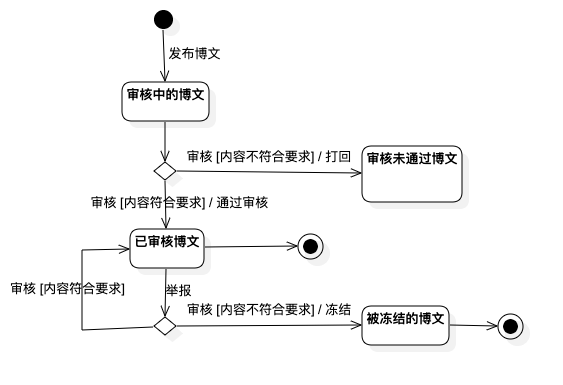 发布博文
审核中的博文
审核 [内容不符合要求] / 打回
审核未通过博文
审核 [内容符合要求] / 通过审核
已审核博文
审核 [内容符合要求]
举报
审核 [内容不符合要求] / 冻结
被冻结的博文